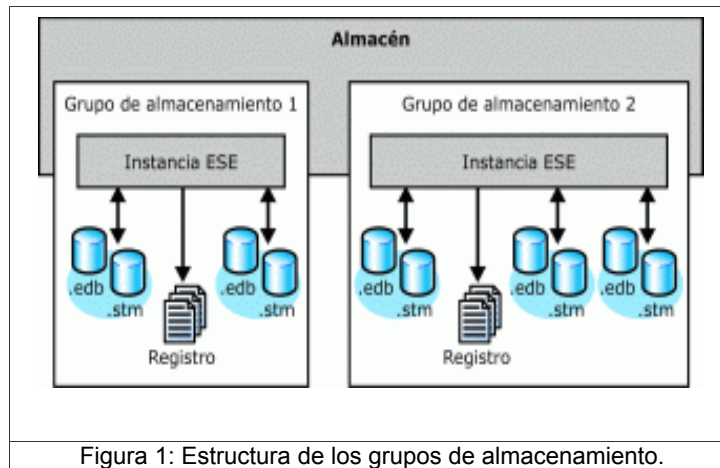 Almacén
Grupo de almacenamiento 1
Grupo de almacenamiento 2
Instancia ESE
Instancia ESE
.edb
.stm
.edb
.stm
.edb
.stm
.edb
.stm
.edb
.stm
Registro
Registro
Figura 1: Estructura de los grupos de almacenamiento.